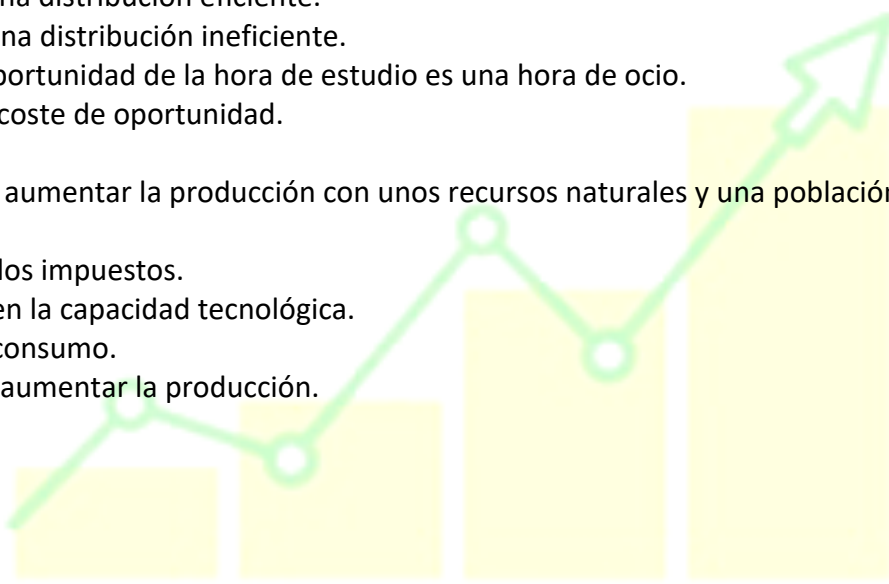 na distribución eficiente.
na distribución ineficiente.
portunidad de la hora de estudio es una hora de ocio.
coste de oportunidad.
aumentar la producción con unos recursos naturales y una población
los impuestos.
en la capacidad tecnológica.
consumo.
aumentar la producción.